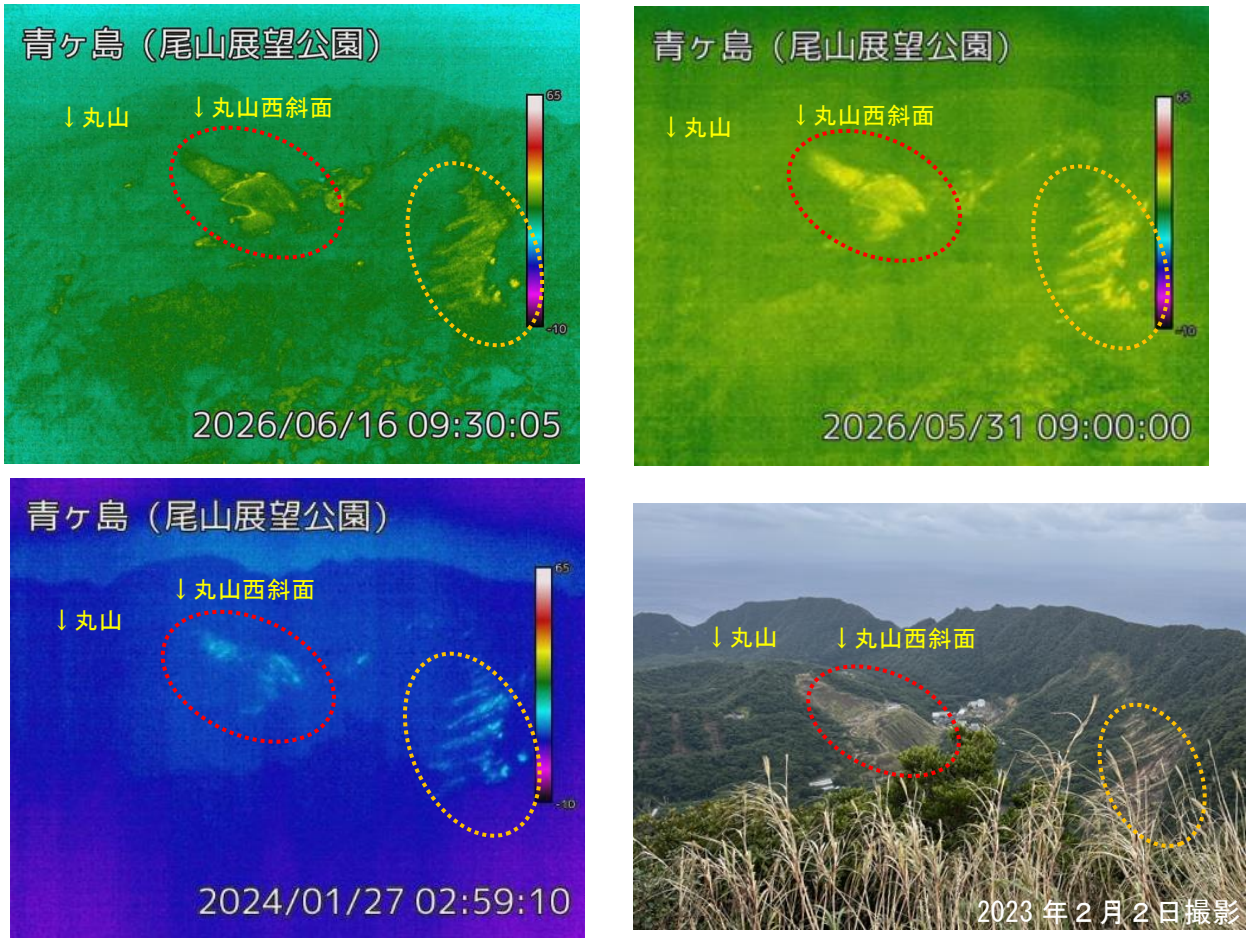 青ヶ島（尾山展望公園）
↓丸山
↓丸山西斜面
65
-10
2026/06/16 09:30:05
青ヶ島（尾山展望公園）
↓丸山
↓丸山西斜面
65
-10
2026/05/31 09:00:00
青ヶ島（尾山展望公園）
↓丸山西斜面
↓丸山
65
-10
2024/01/27 02:59:10
↓丸山
↓丸山西斜面
2023年２月２日撮影